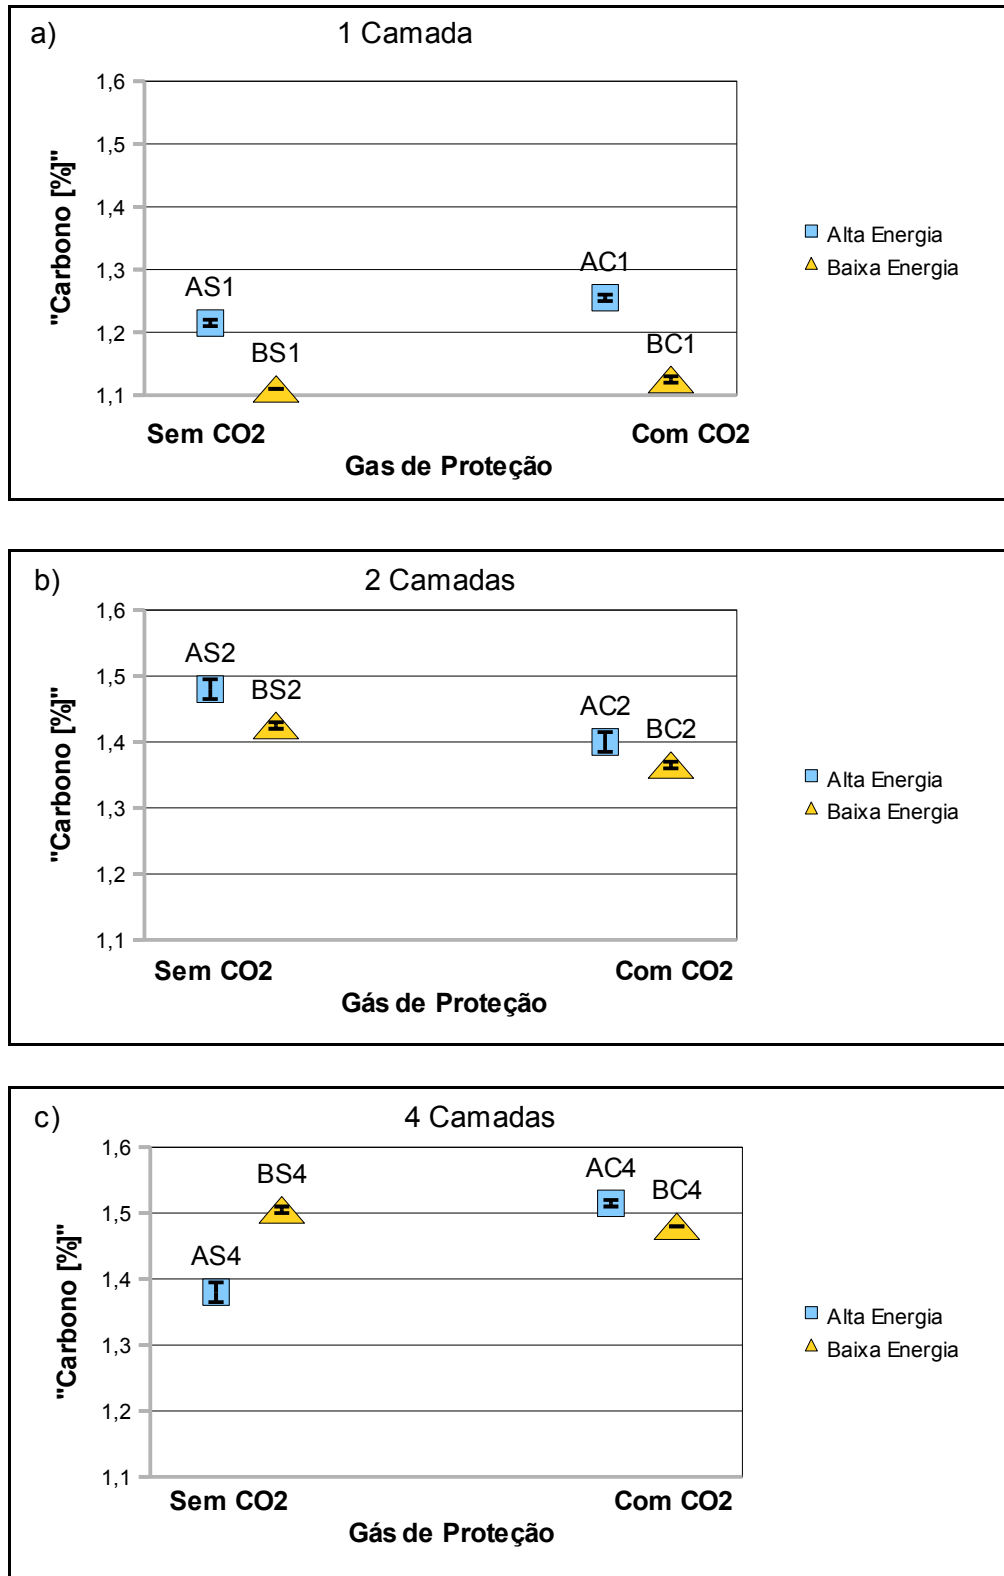 a)
1 Camada
1,6
1,5
1,4
1,3
1,2
1,1
"Carbono [%]"
AS1
BS1
AC1
BC1
Sem CO2
Com CO2
Gas de Proteção
Alta Energia
Baixa Energia
b)
2 Camadas
1,6
1,5
1,4
1,3
1,2
1,1
"Carbono [%]"
AS2
BS2
AC2
BC2
Sem CO2
Com CO2
Gás de Proteção
Alta Energia
Baixa Energia
c)
4 Camadas
1,6
1,5
1,4
1,3
1,2
1,1
"Carbono [%]"
BS4
AS4
AC4
BC4
Sem CO2
Com CO2
Gás de Proteção
Alta Energia
Baixa Energia